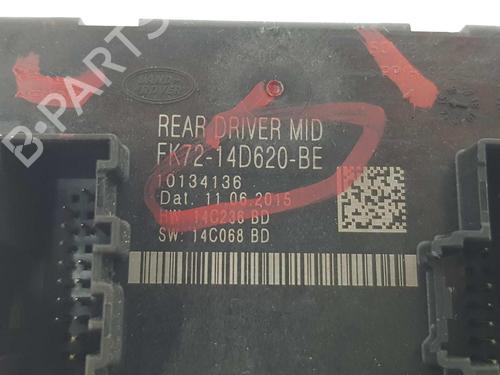 B-PARTS
LAND-
ROVER
REAR DRIVER MID
FK72-14D620-BE
10134136
Dat. 11.06.2015
HW: 14C236 BD
SW: 14C068 BD